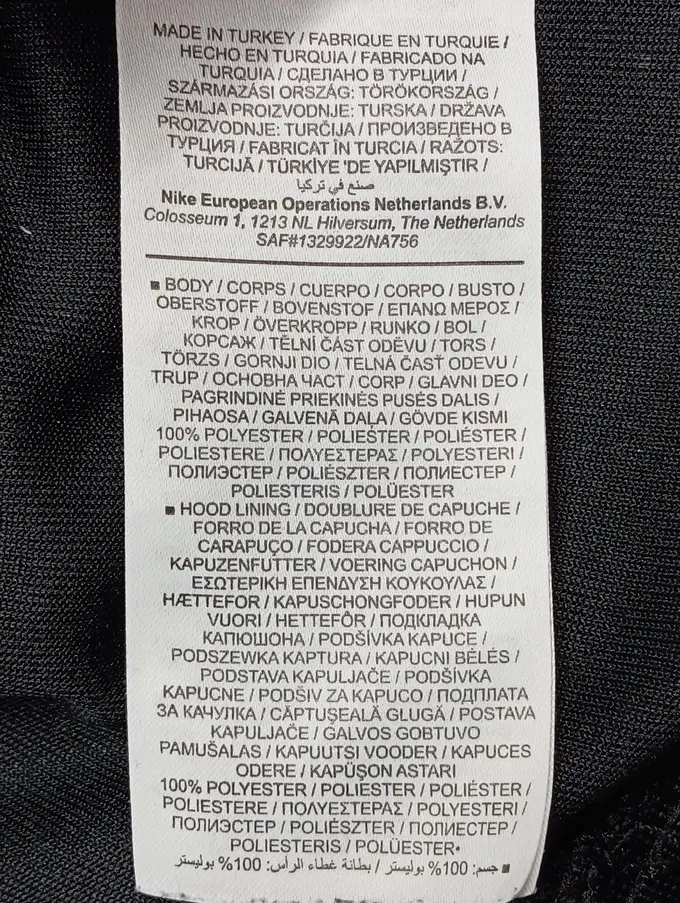 MADE IN TURKEY / FABRIQUE EN TURQUIE /
HECHO EN TURQUIA / FABRICADO NA
TURQUIA / СДЕЛАНО В ТУРЦИИ /
SZÁRMAZÁSI ORSZÁG: TÖRÖKORSZÁG /
ZEMLJA PROIZVODNJE: TURSKA / DRŽAVA
PROIZVODNJE: TURČIJA / ПРОИЗВЕДЕНО В
ТУРЦИЯ / FABRICAT ÎN TURCIA / RAŽOTS:
TURCIJĀ / TÜRKİYE 'DE YAPILMIŞTIR /
صنع في تركيا
Nike European Operations Netherlands B.V.
Colosseum 1, 1213 NL Hilversum, The Netherlands
SAF#1329922/NA756
■ BODY / CORPS / CUERPO / CORPO / BUSTO /
OBERSTOFF / BOVENSTOF / ΕΠΑΝΩ ΜΕΡΟΣ /
KROP / ÖVERKROPP / RUNKO / BOL /
КОРСАЖ / TĚLNÍ ČÁST ODĚVU / TORS /
TÖRZS / GORNJI DIO / TELNÁ ČASŤ ODEVU /
TRUP / ОСНОВНА ЧАСТ / CORP / GLAVNI DEO /
PAGRINDINĖ PRIEKINĖS PUSĖS DALIS /
PIHAOSA / GALVENĀ DAĻA / GÖVDE KISMI
100% POLYESTER / POLIESTER / POLIÉSTER /
POLIESTERE / ΠΟΛΥΕΣΤΕΡΑΣ / POLYESTERI /
ПОЛИЭСТЕР / POLIÉSZTER / ПОЛИЕСТЕР /
POLIESTERIS / POLÜESTER
■ HOOD LINING / DOUBLURE DE CAPUCHE /
FORRO DE LA CAPUCHA / FORRO DE
CARAPUÇO / FODERA CAPPUCCIO /
KAPUZENFUTTER / VOERING CAPUCHON /
ΕΣΩΤΕΡΙΚΗ ΕΠΕΝΔΥΣΗ ΚΟΥΚΟΥΛΑΣ /
HÆTTEFOR / KAPUSCHONGFODER / HUPUN
VUORI / HETTEFÔR / ПОДКЛАДКА
КАПЮШОНА / PODŠÍVKA KAPUCE /
PODSZEWKA KAPTURA / KAPUCNI BÉLÉS /
PODSTAVA KAPULJAČE / PODŠÍVKA
KAPUCNE / PODŠIV ZA KAPUCO / ПОДПЛАТА
ЗА КАЧУЛКА / CĂPTUŞEALĂ GLUGĂ / POSTAVA
KAPULJAČE / GALVOS GOBTUVO
PAMUŠALAS / KAPUUTSI VOODER / KAPUCES
ODERE / KAPÜŞON ASTARI
100% POLYESTER / POLIESTER / POLIÉSTER /
POLIESTERE / ΠΟΛΥΕΣΤΕΡΑΣ / POLYESTERI /
ПОЛИЭСТЕР / POLIÉSZTER / ПОЛИЕСТЕР /
POLIESTERIS / POLÜESTER•
■ جسم: 100% بوليستر / بطانة غطاء الرأس: 100% بوليستر